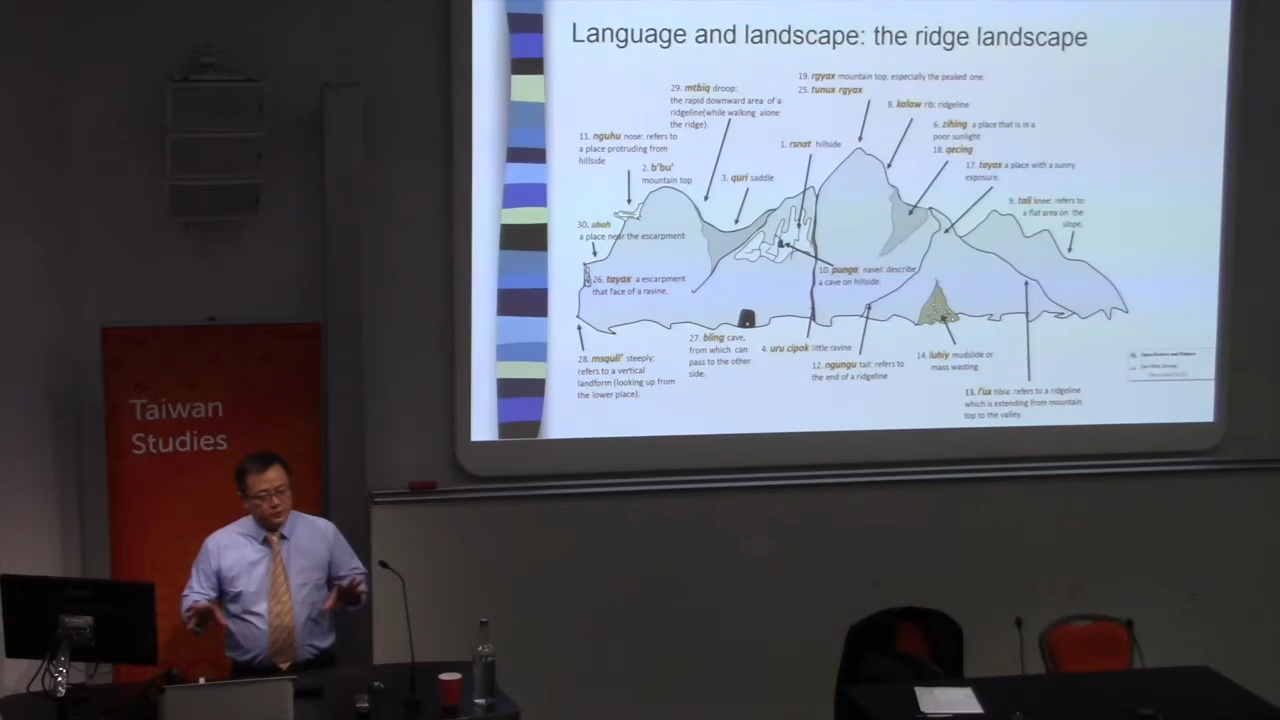 Language and landscape: the ridge landscape
19. rgyax mountain top, especially the peaked one.
25. tunux rgyax
29. mtbiq droop:
the rapid downward area of a
ridgeline(while walking alone
the ridge).
8. kalaw rib: ridgeline
6. zihing a place that is in a
poor sunlight
18. qecing
11. nguhu nose: refers to
a place protruding from
hillside
1. rsnat hillside
2. b'bu'
mountain top
3. quri saddle
17. tayax a place with a sunny
exposure.
9. tali knee: refers to
a flat area on the
slope.
30. ubah
a place near the escarpment
26. tayax a escarpment
that face of a ravine.
10. punga navel: describe
a cave on hillside
28. msquli' steeply:
refers to a vertical
landform (looking up from
the lower place).
27. bling cave,
from which can
pass to the other
side.
4. uru cipok little ravine
12. ngungu tail: refers to
the end of a ridgeline
14. luhiy mudslide or
mass wasting
13. r'ux tibia: refers to a ridgeline
which is extending from mountain
top to the valley
Taiwan
Studies